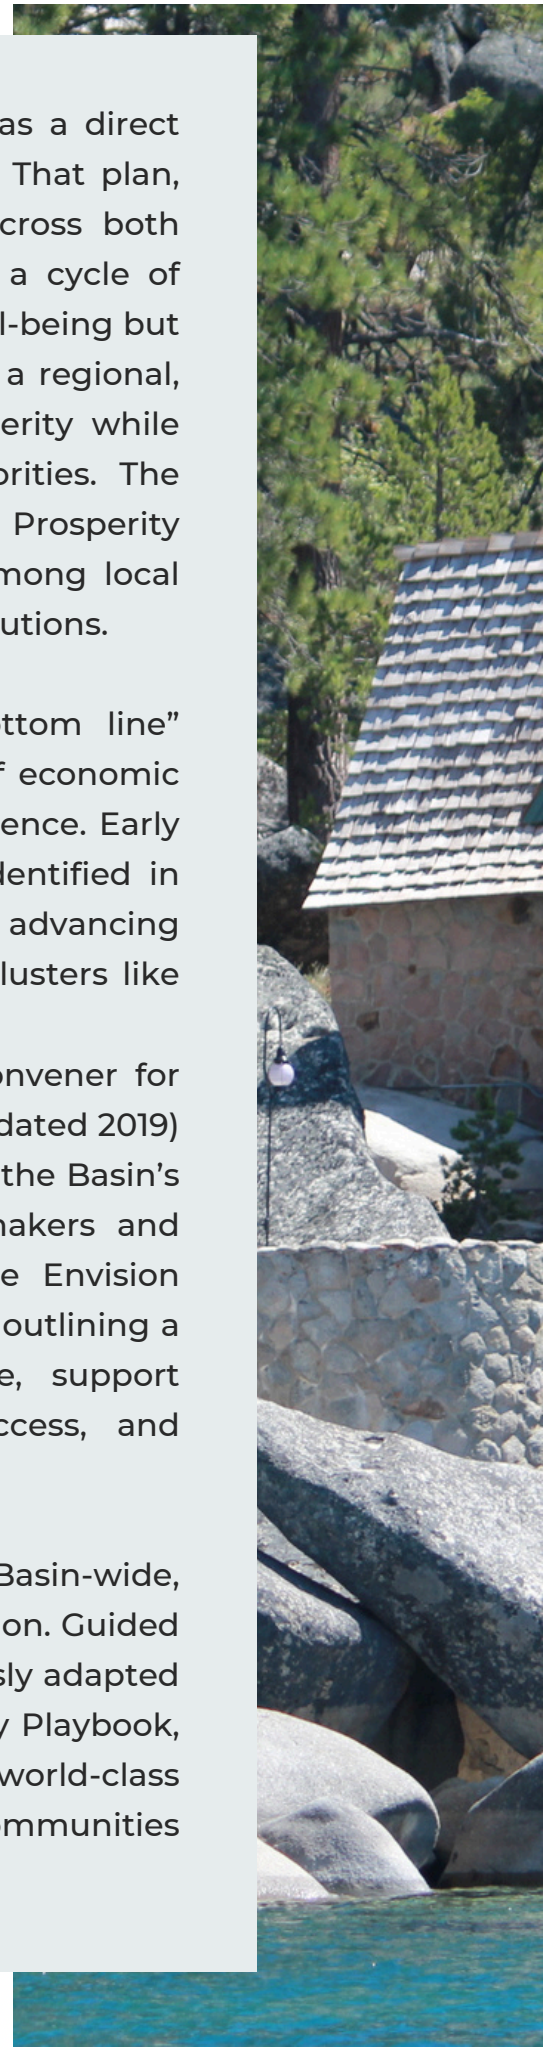 as a direct
That plan,
cross both
a cycle of
l-being but
a regional,
erity while
orities. The
Prosperity
mong local
utions.
ttom line”
f economic
ence. Early
dentified in
advancing
lusters like
onvener for
dated 2019)
the Basin’s
makers and
e Envision
outlining a
e, support
ccess, and
Basin-wide,
on. Guided
sly adapted
y Playbook,
world-class
ommunities